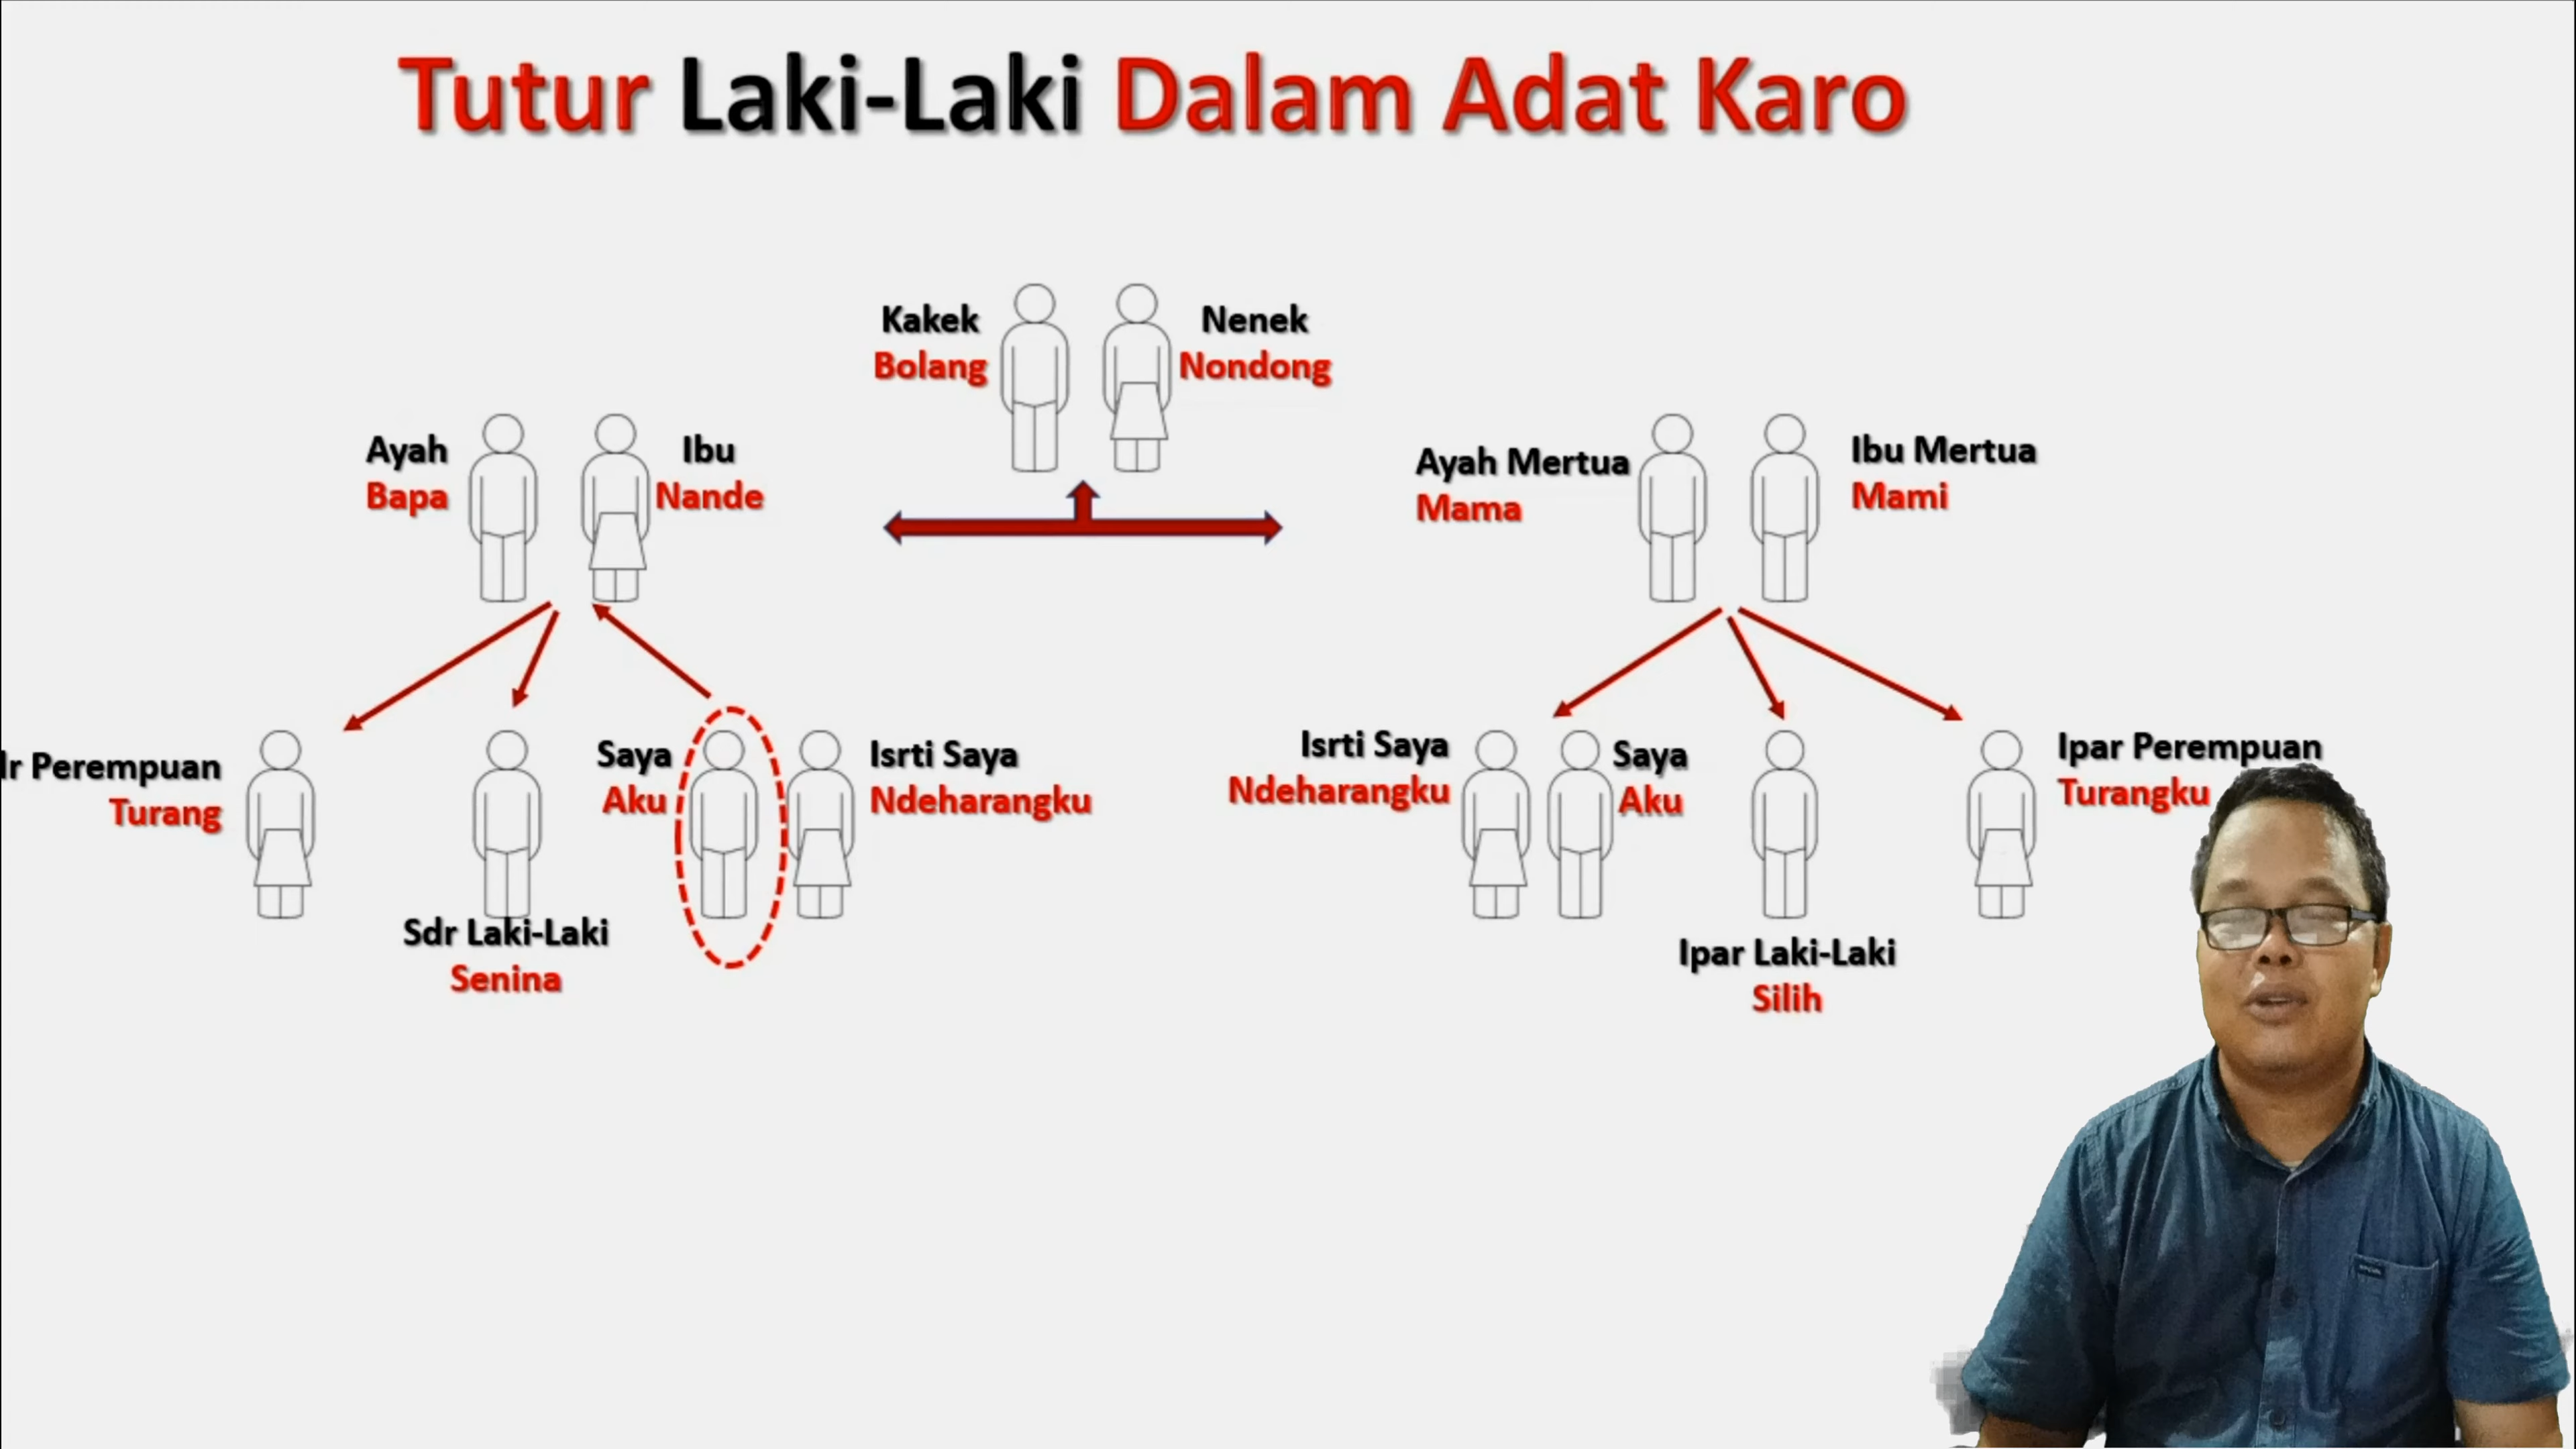 Tutur Laki-Laki Dalam Adat Karo
Kakek
Bolang
Nenek
Nondong
Ayah
Bapa
Ibu
Nande
Ayah Mertua
Mama
Ibu Mertua
Mami
Perempuan
Turang
Sdr Laki-Laki
Senina
Saya
Aku
Isrti Saya
Ndeharangku
Isrti Saya
Ndeharangku
Saya
Aku
Ipar Laki-Laki
Silih
Ipar Perempuan
Turangku